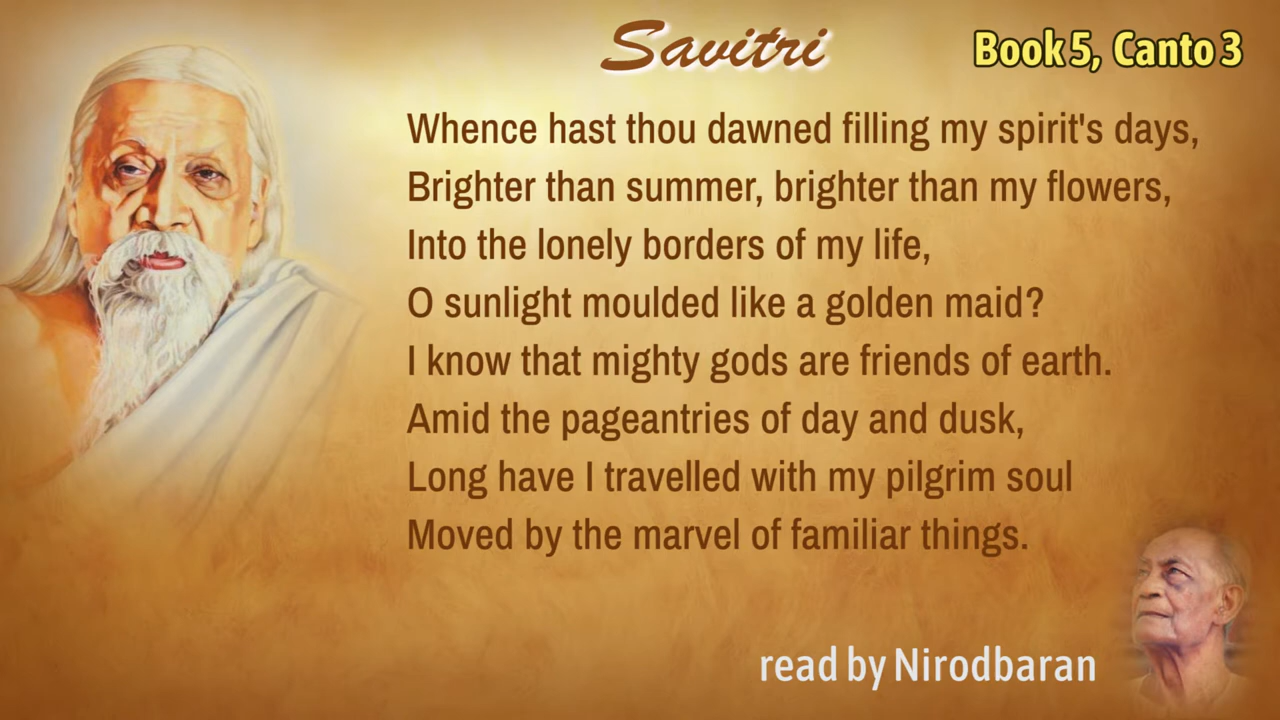 Savitri
Book 5, Canto 3
Whence hast thou dawned filling my spirit's days,
Brighter than summer, brighter than my flowers,
Into the lonely borders of my life,
O sunlight moulded like a golden maid?
I know that mighty gods are friends of earth.
Amid the pageantries of day and dusk,
Long have I travelled with my pilgrim soul
Moved by the marvel of familiar things.
read by Nirodbaran